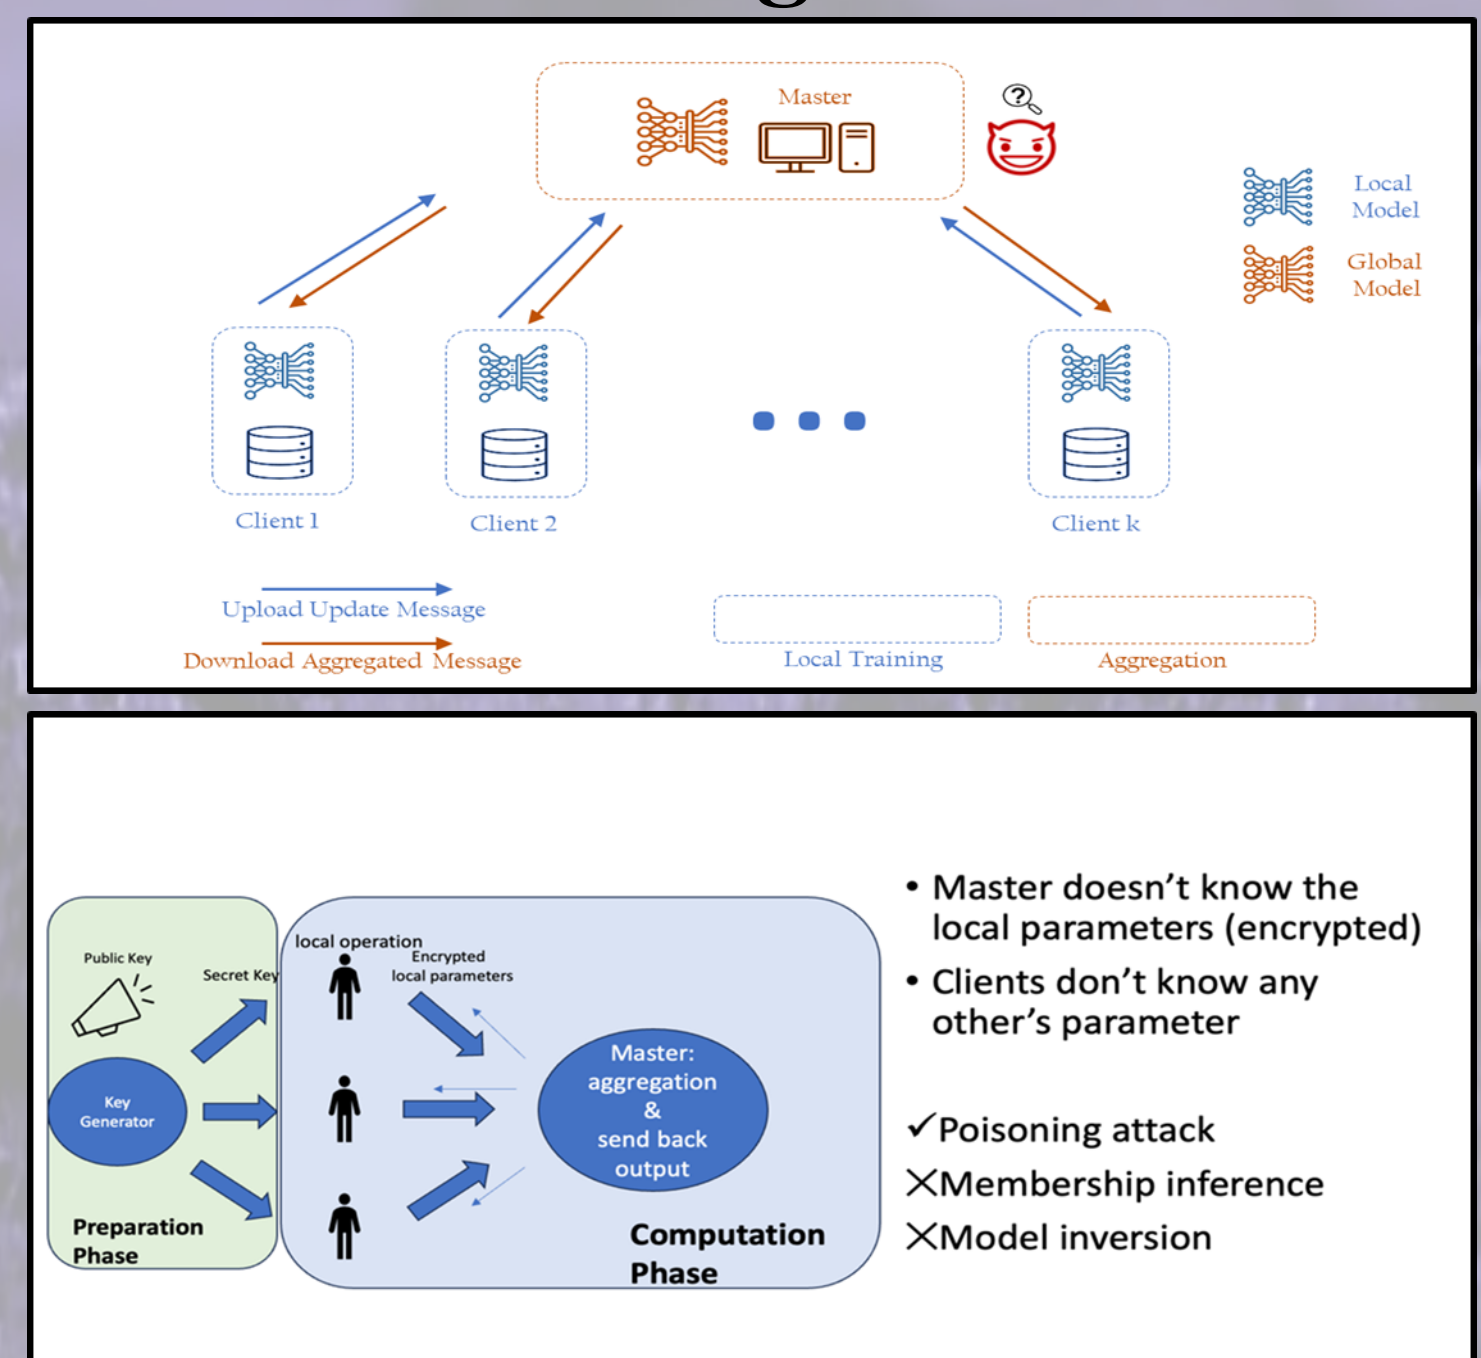 Master
?
Local
Model
Global
Model
Client 1
Client 2
Client k
Upload Update Message
Download Aggregated Message
Local Training
Aggregation
Public Key
Secret Key
Key
Generator
Preparation
Phase
local operation
Encrypted
local parameters
Master:
aggregation
&
send back
output
Computation
Phase
• Master doesn’t know the
local parameters (encrypted)
• Clients don’t know any
other’s parameter
✓Poisoning attack
×Membership inference
×Model inversion